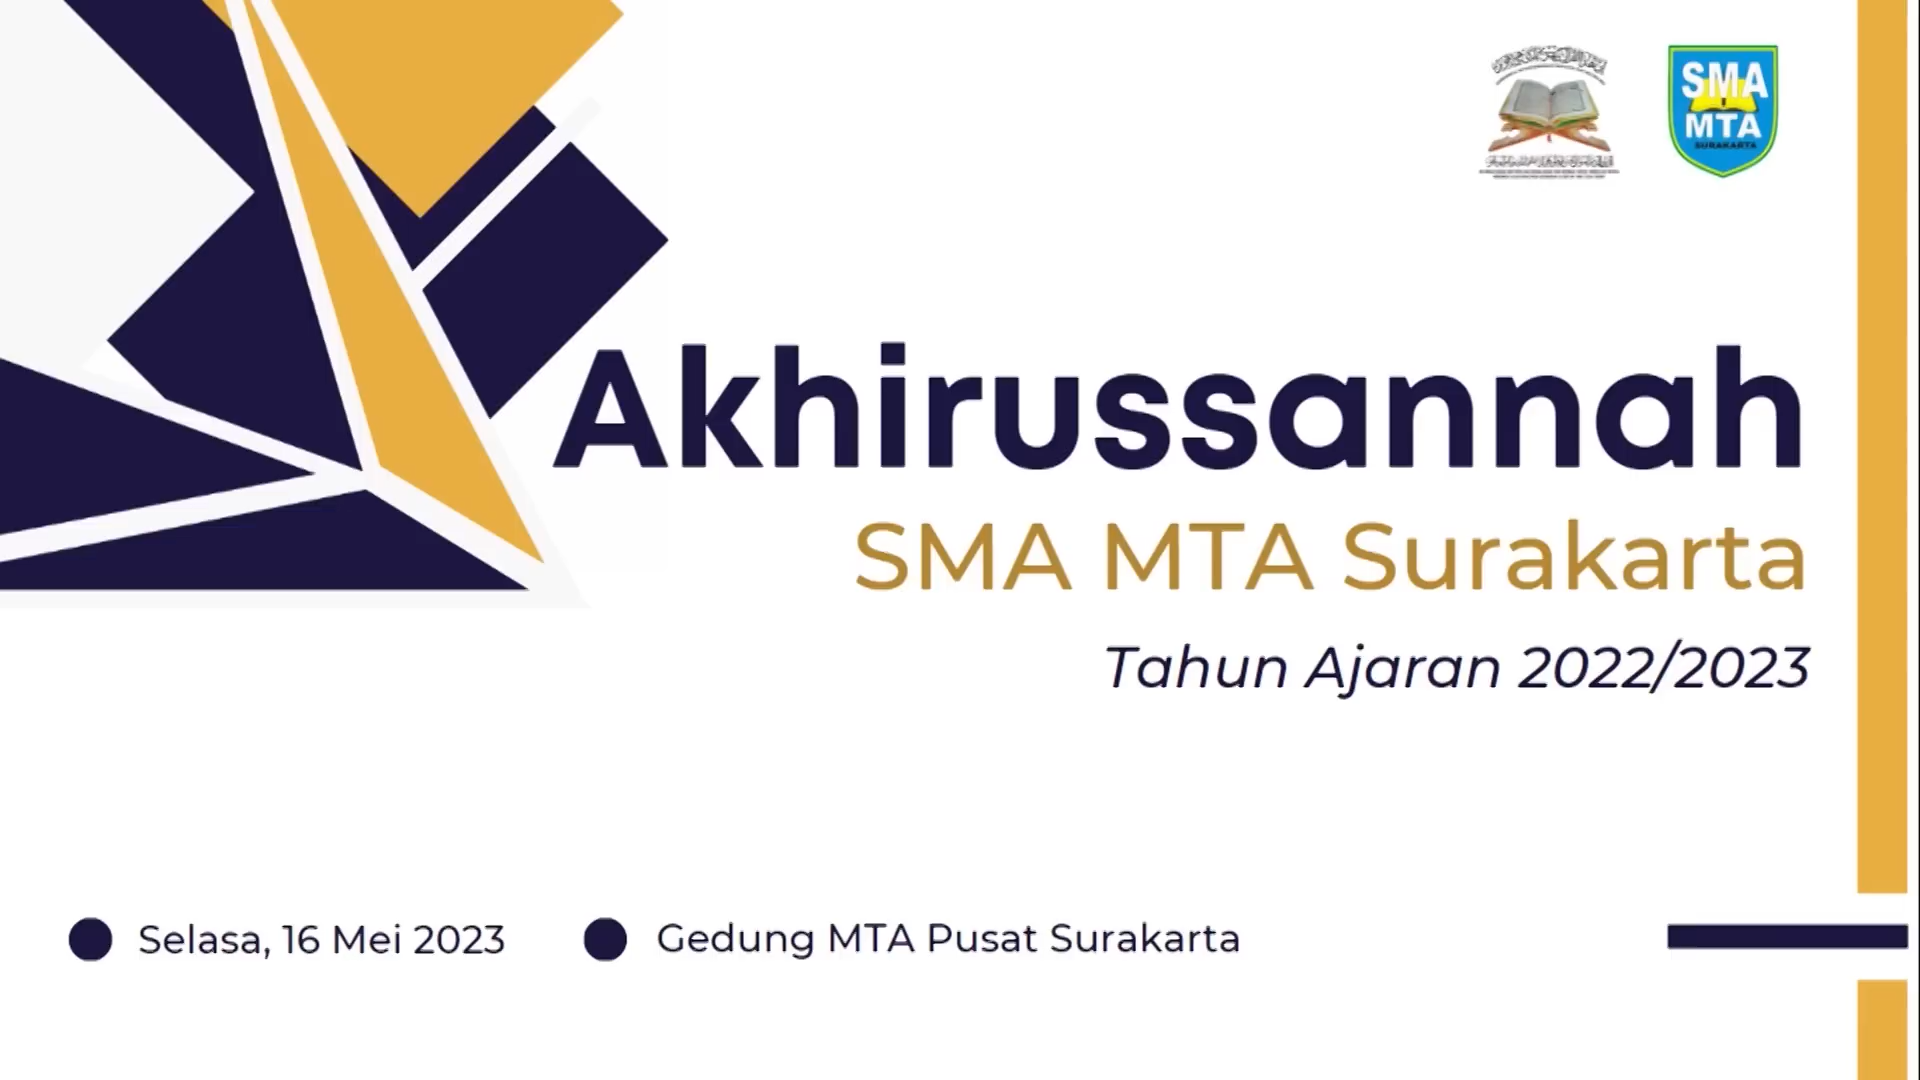 SMA
MTA
SURAKARTA
Akhirussannah
SMA MTA Surakarta
Tahun Ajaran 2022/2023
Selasa, 16 Mei 2023
Gedung MTA Pusat Surakarta